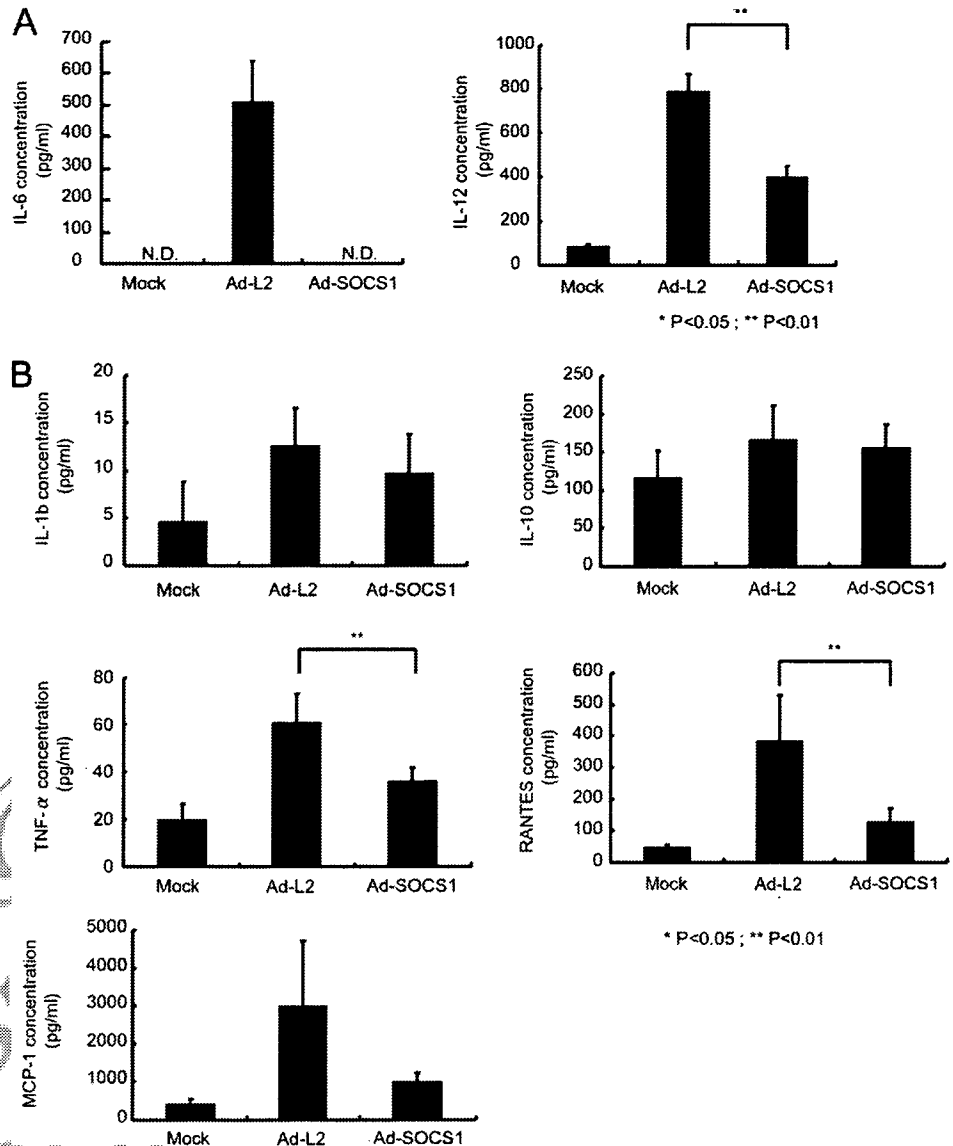 A
IL-6 concentration
(pg/ml)
700
600
500
400
300
200
100
0
N.D.
N.D.
Mock Ad-L2 Ad-SOCS1
**
IL-12 concentration
(pg/ml)
1000
800
600
400
200
0
Mock Ad-L2 Ad-SOCS1
* P<0.05 ; ** P<0.01
B
IL-1b concentration
(pg/ml)
20
15
10
5
0
Mock Ad-L2 Ad-SOCS1
IL-10 concentration
(pg/ml)
250
200
150
100
50
0
Mock Ad-L2 Ad-SOCS1
**
TNF-α concentration
(pg/ml)
80
60
40
20
0
Mock Ad-L2 Ad-SOCS1
**
RANTES concentration
(pg/ml)
600
500
400
300
200
100
0
Mock Ad-L2 Ad-SOCS1
* P<0.05 ; ** P<0.01
MCP-1 concentration
(pg/ml)
5000
4000
3000
2000
1000
0
Mock Ad-L2 Ad-SOCS1